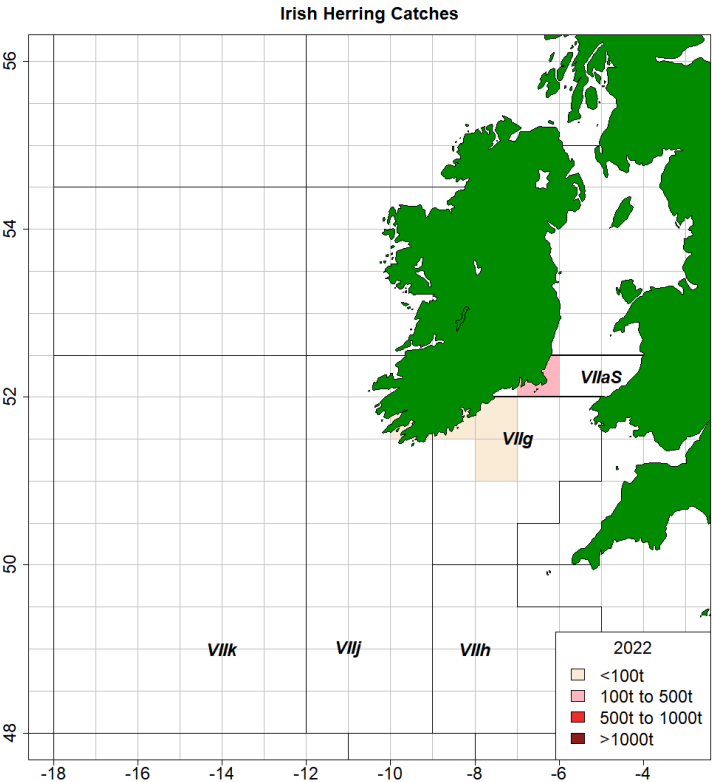 Irish Herring Catches
56
54
VIIaS
52
VIIg
50
VIIk
VIIj
VIIh
2022
<100t
100t to 500t
500t to 1000t
>1000t
48
-18
-16
-14
-12
-10
-8
-6
-4